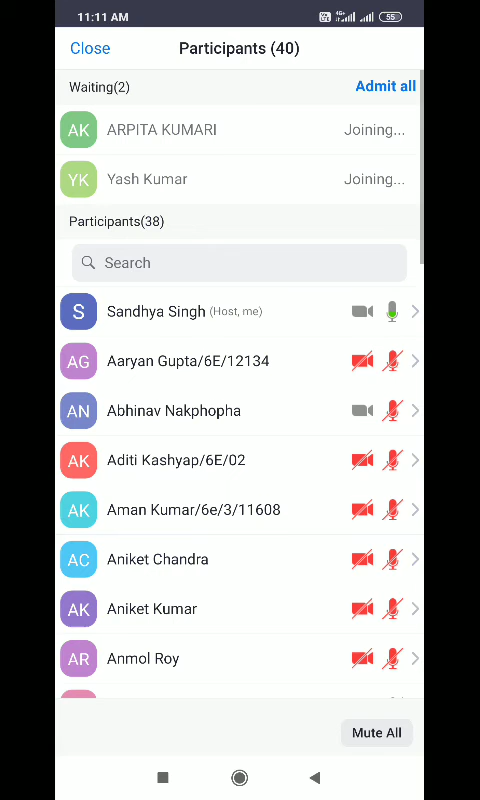 11:11 AM 4G+ 55
Close Participants (40)
Waiting(2) Admit all
AK ARPITA KUMARI Joining...
YK Yash Kumar Joining...
Participants(38)
Search
S Sandhya Singh (Host, me)
AG Aaryan Gupta/6E/12134
AN Abhinav Nakphopha
AK Aditi Kashyap/6E/02
AK Aman Kumar/6e/3/11608
AC Aniket Chandra
AK Aniket Kumar
AR Anmol Roy
Mute All